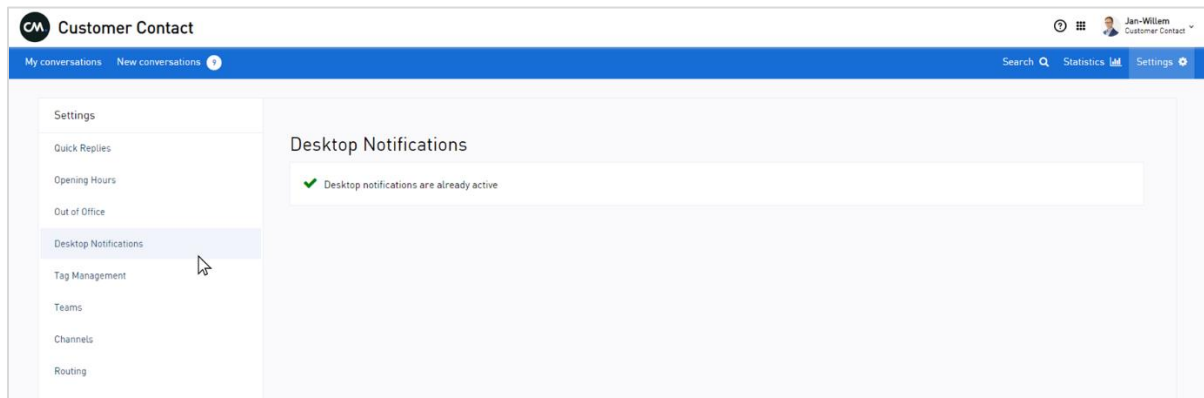 CM. Customer Contact
Jan-Willem
Customer Contact
My conversations New conversations 9
Search Statistics Settings
Settings
Quick Replies
Opening Hours
Out of Office
Desktop Notifications
Tag Management
Teams
Channels
Routing
Desktop Notifications
Desktop notifications are already active